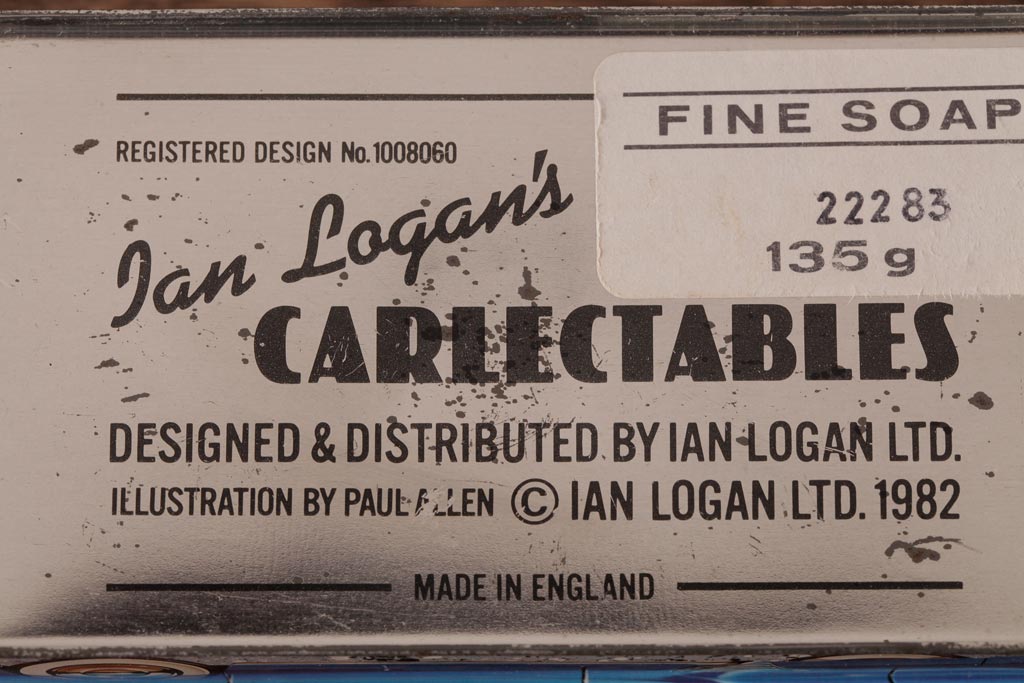 FINE SOAP
22283
135g
REGISTERED DESIGN No. 1008060
Ian Logan's
CARLECTABLES
DESIGNED & DISTRIBUTED BY IAN LOGAN LTD.
ILLUSTRATION BY PAUL ALLEN © IAN LOGAN LTD. 1982
MADE IN ENGLAND